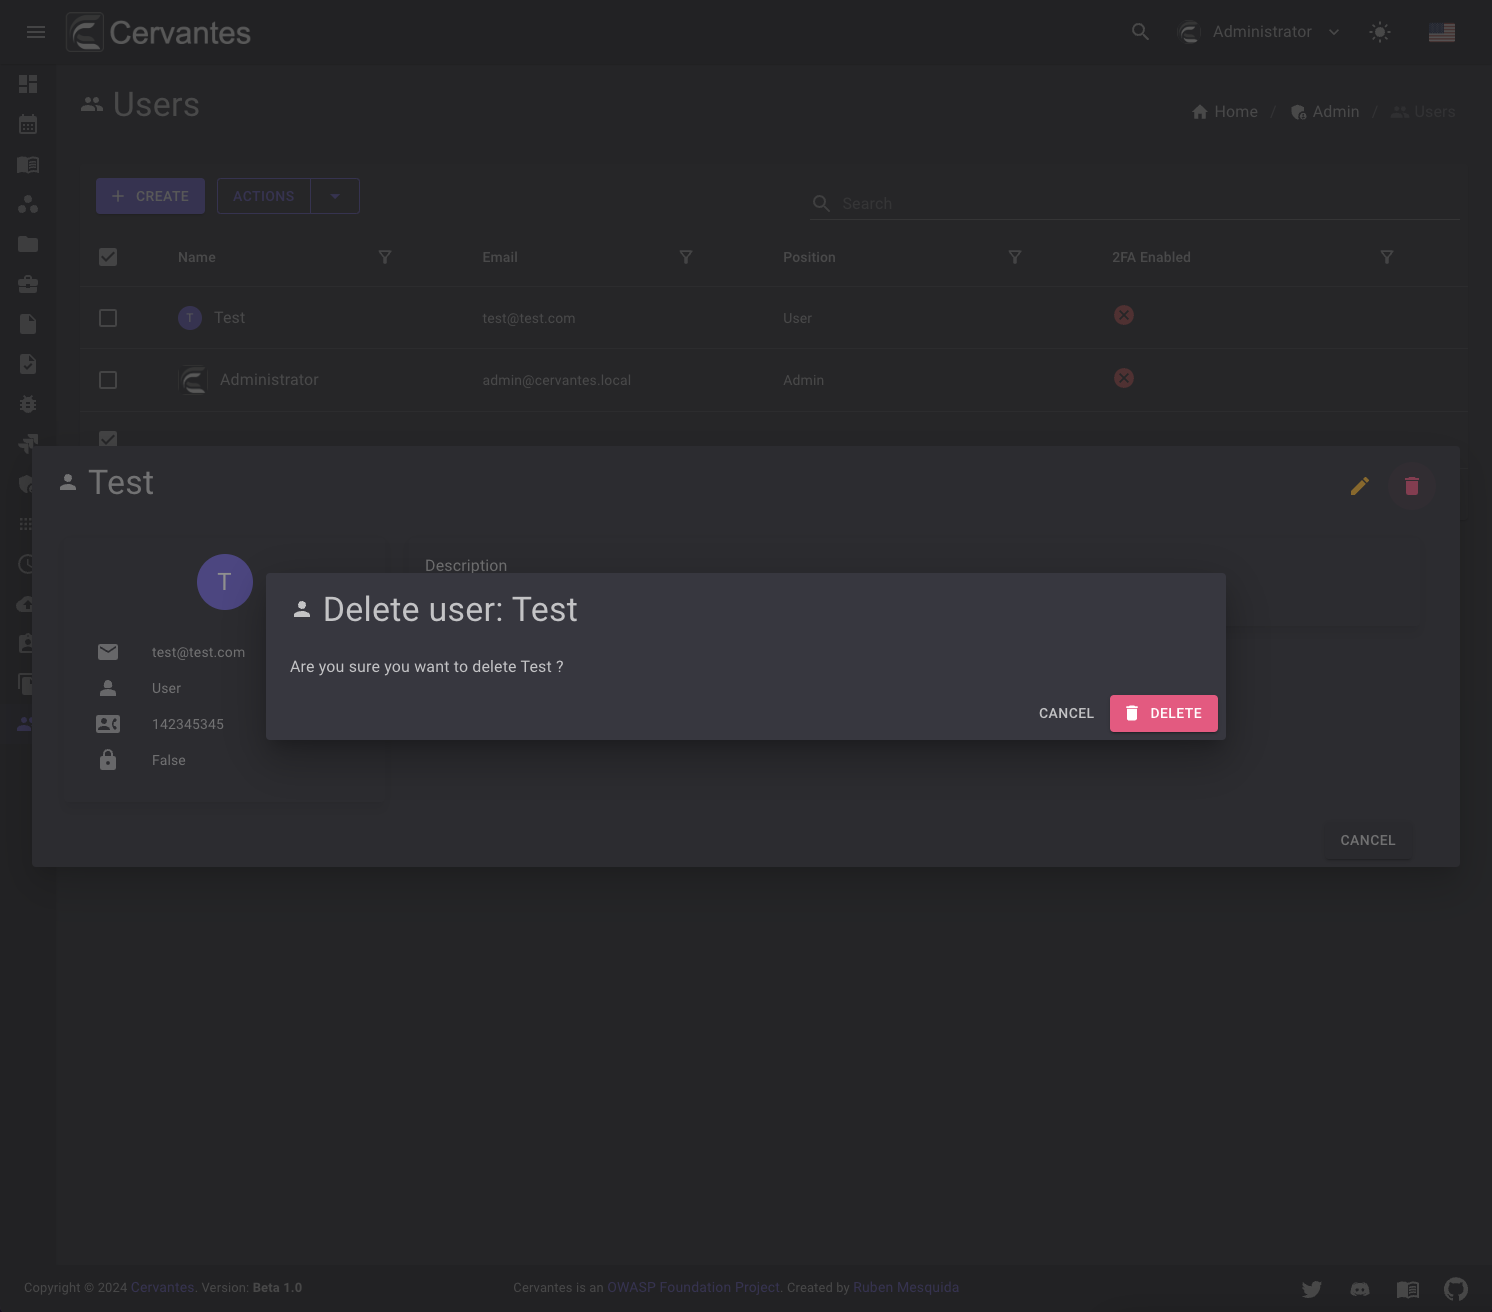 Cervantes
Administrator
Users
Home / Admin / Users
CREATE
ACTIONS
Search
Name
Email
Position
2FA Enabled
T
Test
test@test.com
User
Administrator
admin@cervantes.local
Admin
Test
T
Description
Delete user: Test
Are you sure you want to delete Test ?
CANCEL
DELETE
test@test.com
User
142345345
False
CANCEL
Copyright © 2024 Cervantes. Version: Beta 1.0
Cervantes is an OWASP Foundation Project. Created by Ruben Mesquida